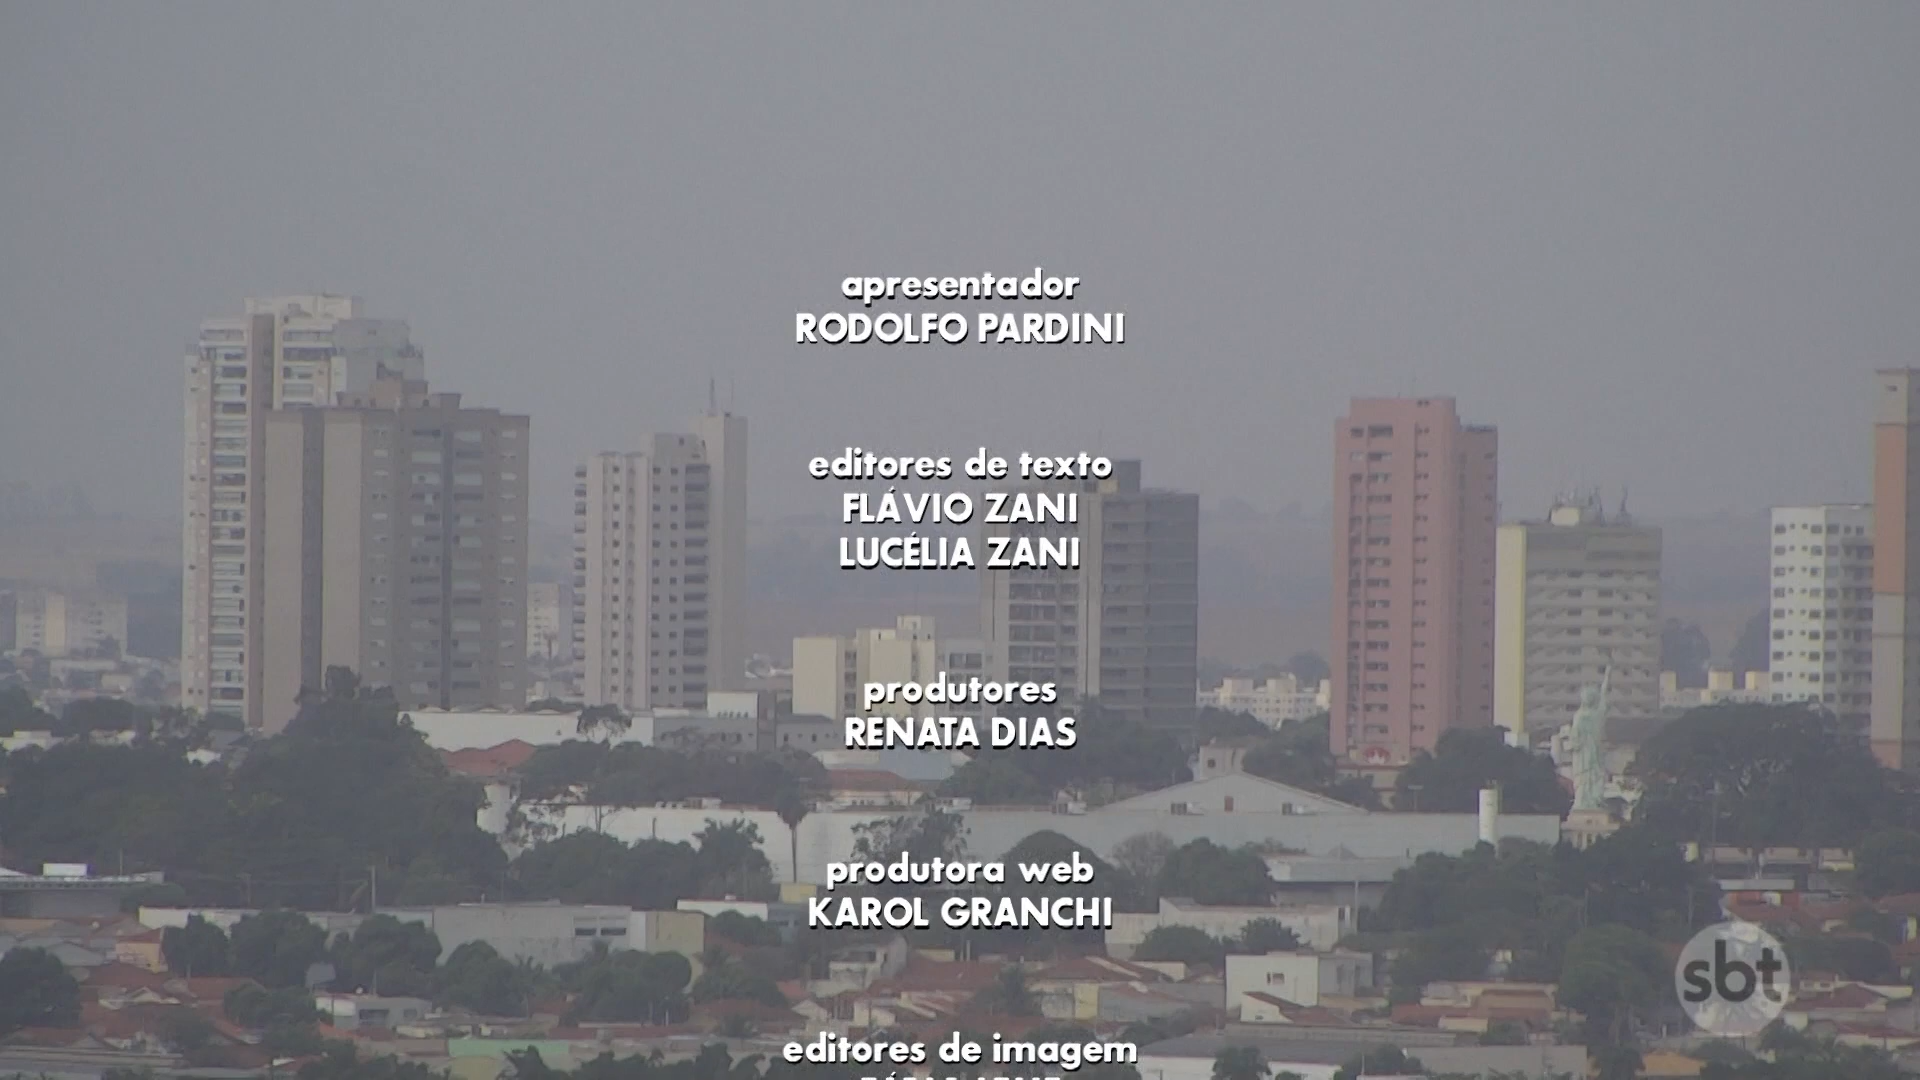 apresentador
RODOLFO PARDINI
editores de texto
FLÁVIO ZANI
LUCÉLIA ZANI
produtores
RENATA DIAS
produtora web
KAROL GRANCHI
editores de imagem
sbt